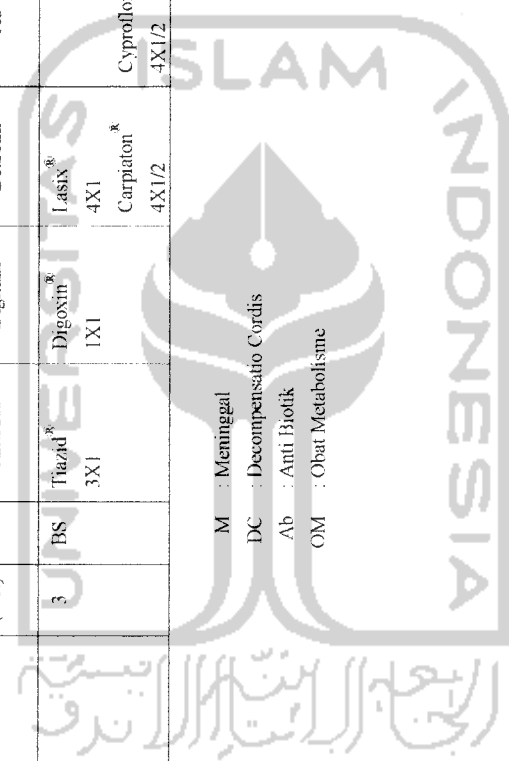 3
BS
Tiazid®
3X1
Digoxin®
1X1
Lasix®
4X1
Carpiaton®
4X1/2
4X1/2
M : Meninggal
DC : Decompensatio Cordis
Ab : Anti Biotik
OM : Obat Metabolisme
UNIVERSITAS
ISLAM
INDONESIA